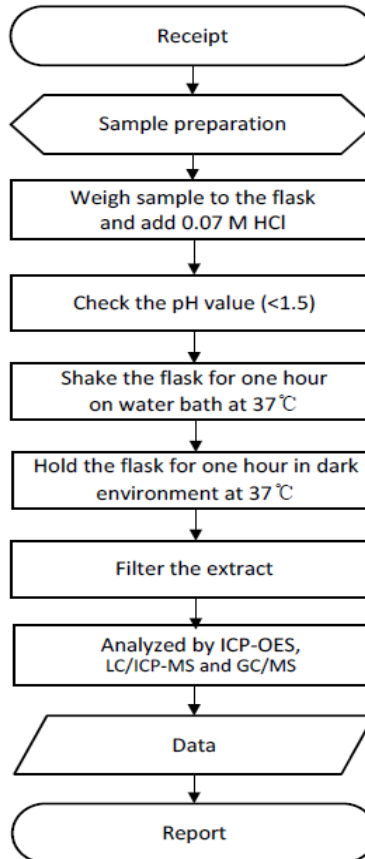 Receipt
Sample preparation
Weigh sample to the flask
and add 0.07 M HCl
Check the pH value (<1.5)
Shake the flask for one hour
on water bath at 37℃
Hold the flask for one hour in dark
environment at 37℃
Filter the extract
Analyzed by ICP-OES,
LC/ICP-MS and GC/MS
Data
Report